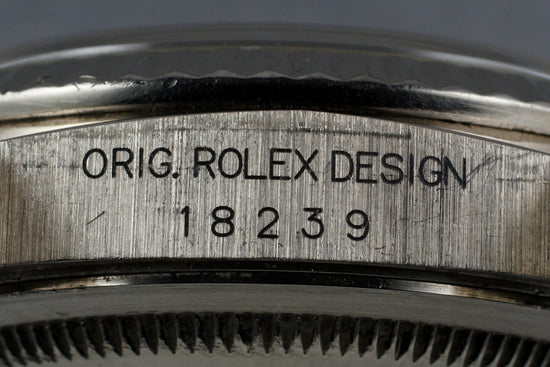 ORIG. ROLEX DESIGN
18239